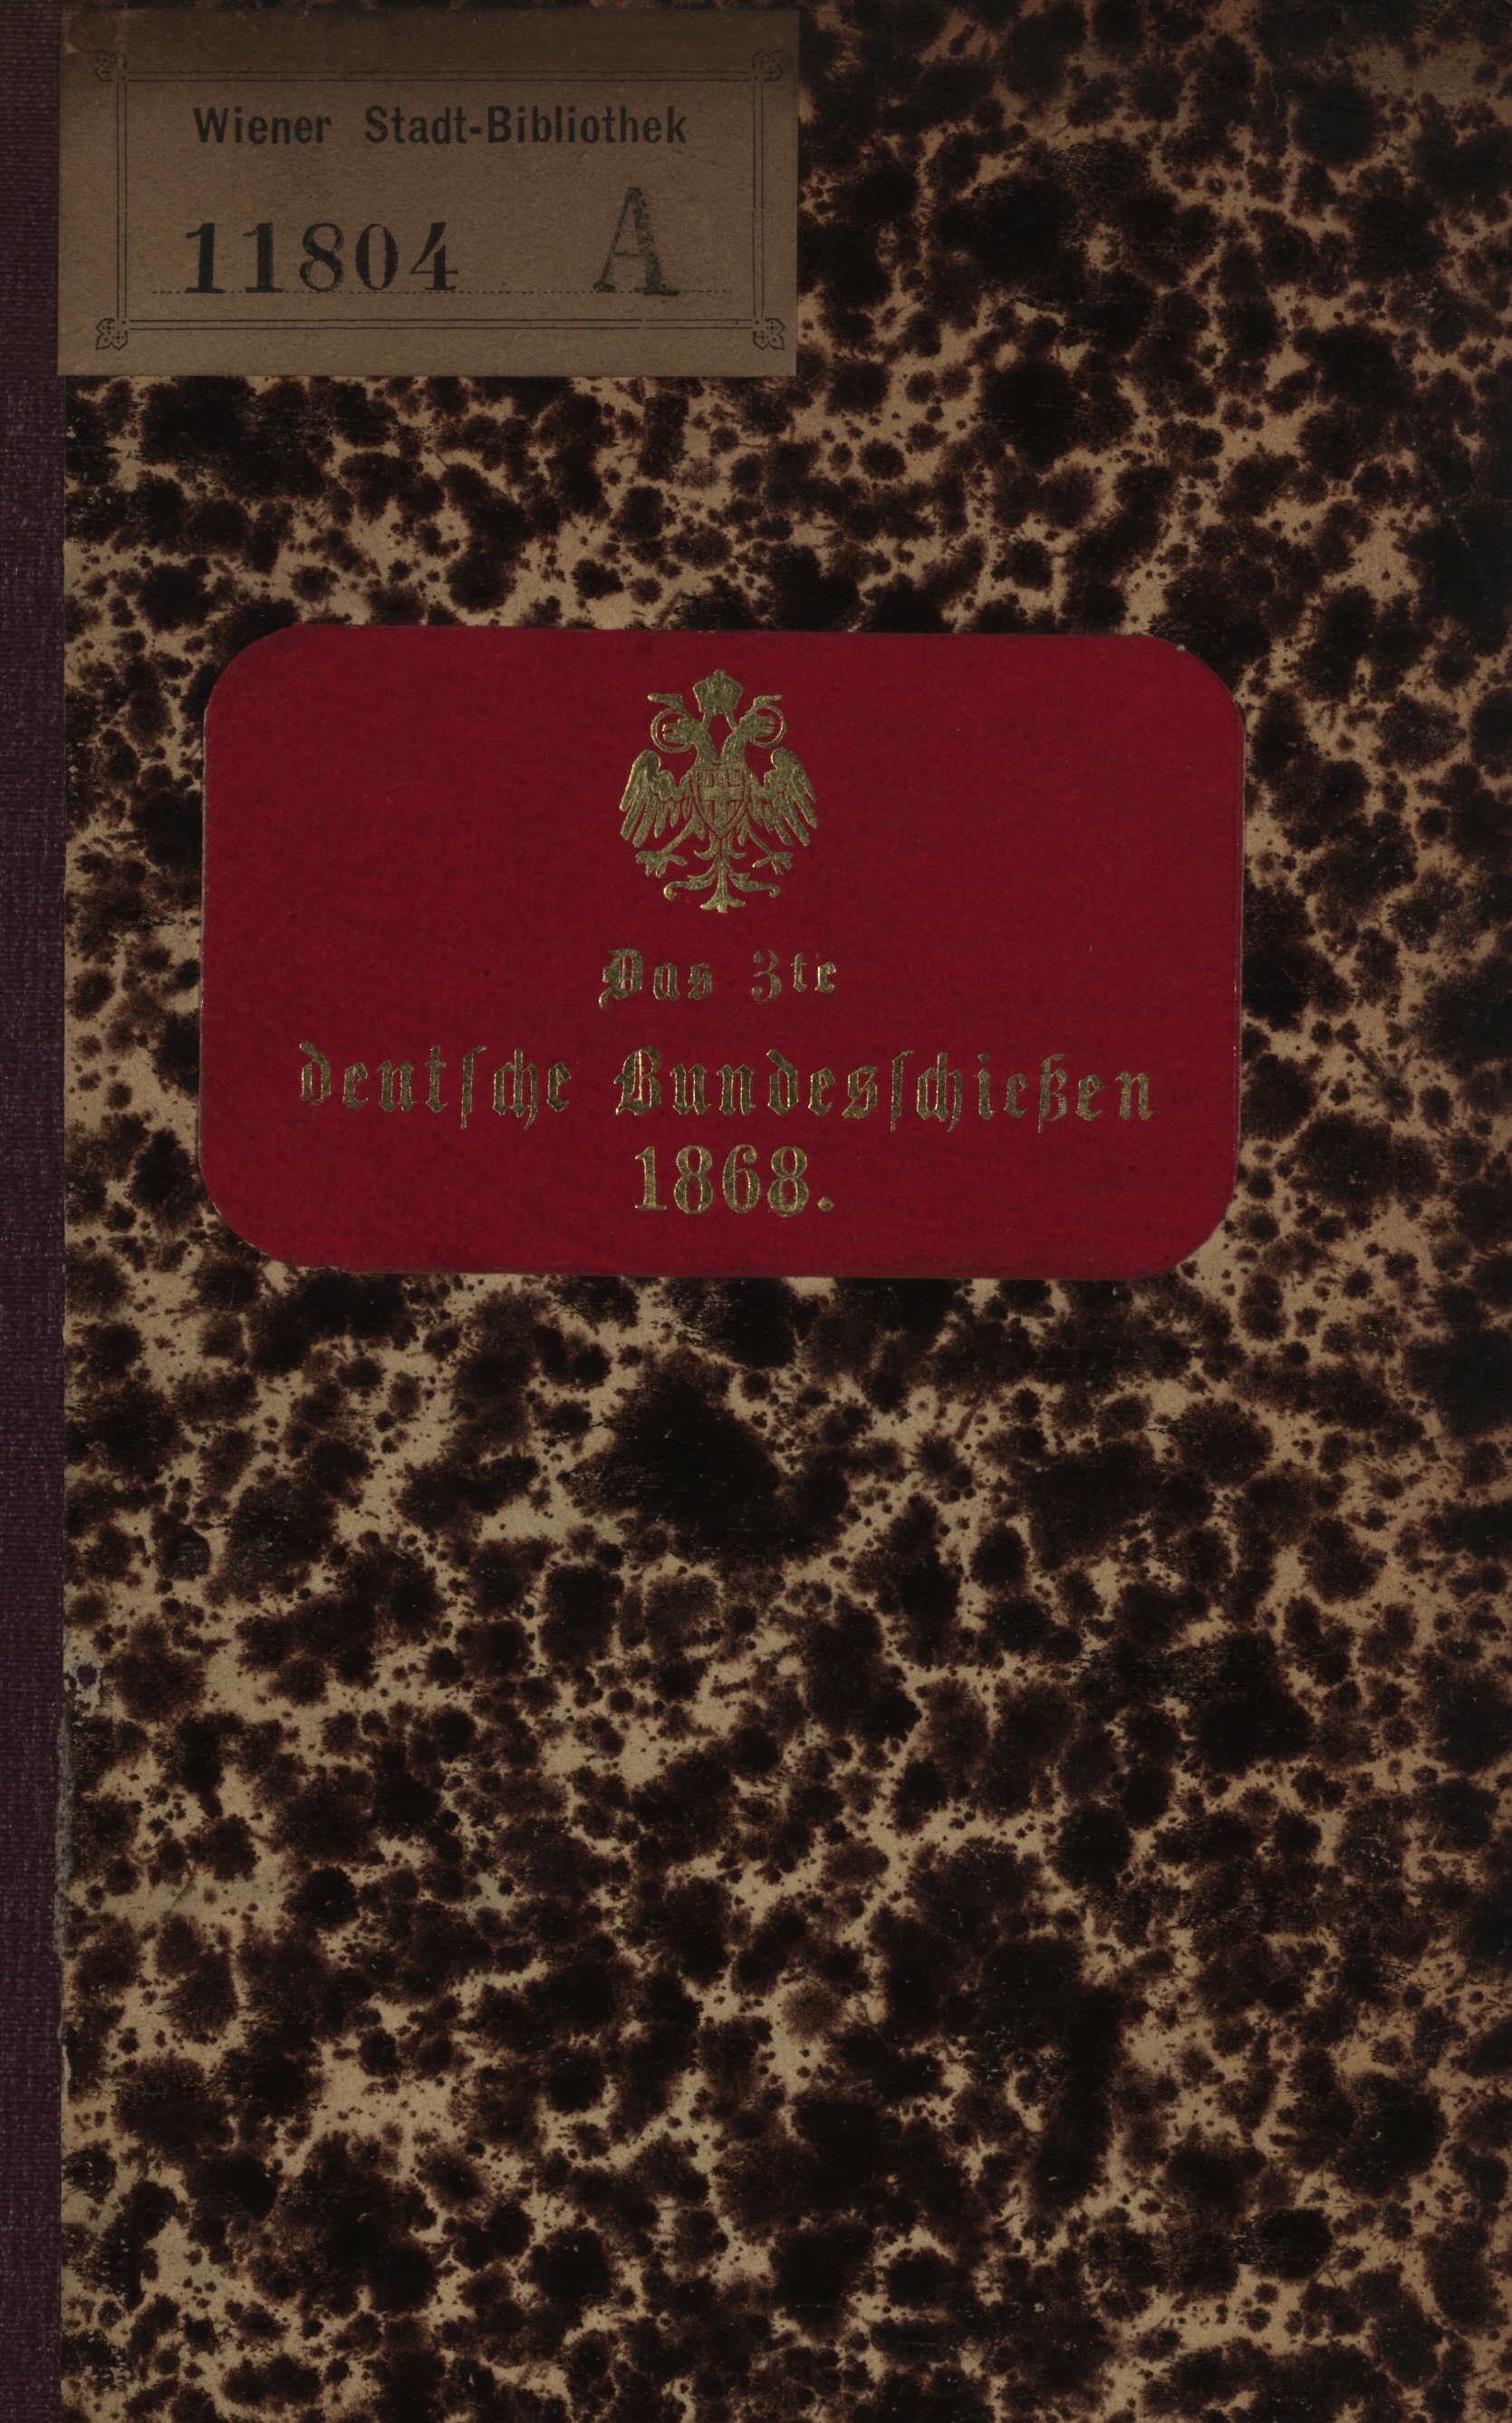 Wiener Stadt-Bibliothek
11804 A
Das 3te
deutsche Bundesschießen
1868.